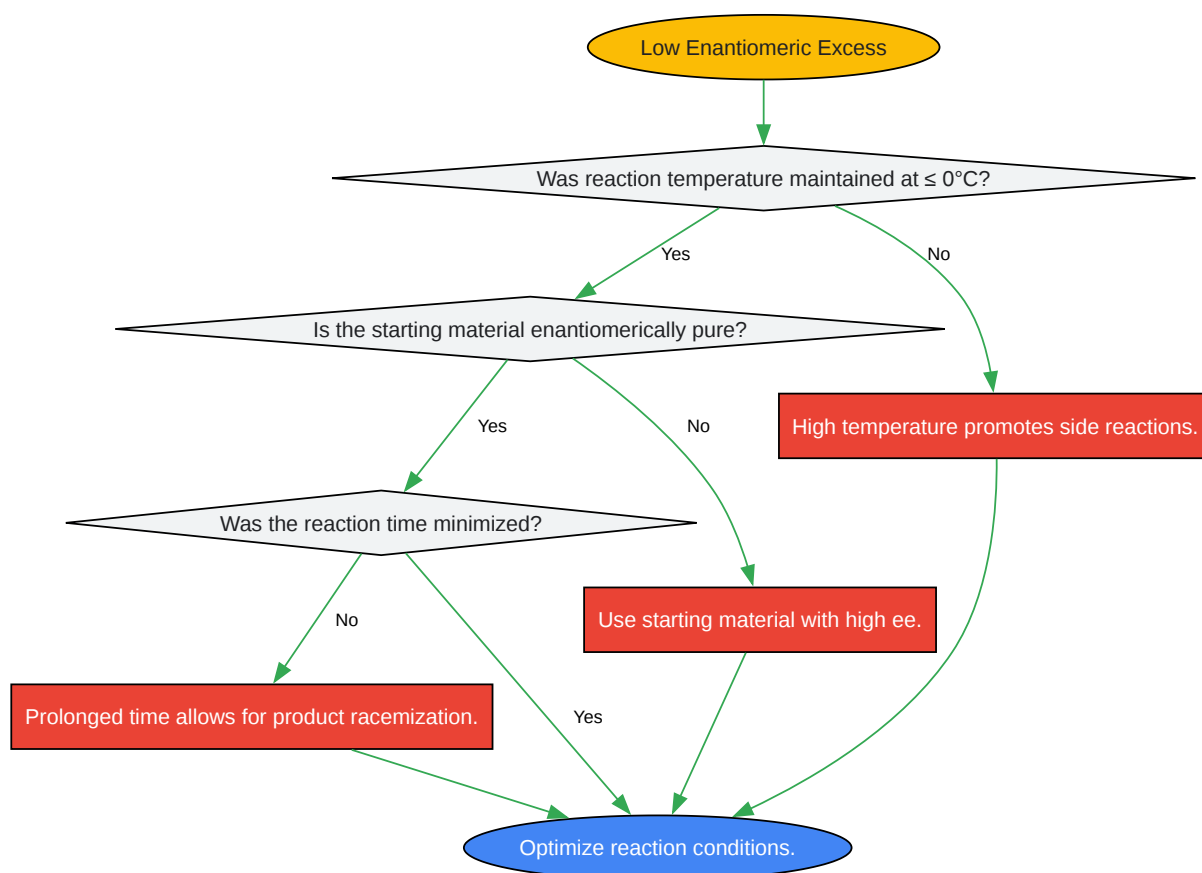 Low Enantiomeric Excess
Was reaction temperature maintained at ≤ 0°C?
Yes
No
Is the starting material enantiomerically pure?
Yes
No
High temperature promotes side reactions.
Was the reaction time minimized?
No
Use starting material with high ee.
Prolonged time allows for product racemization.
Yes
Optimize reaction conditions.